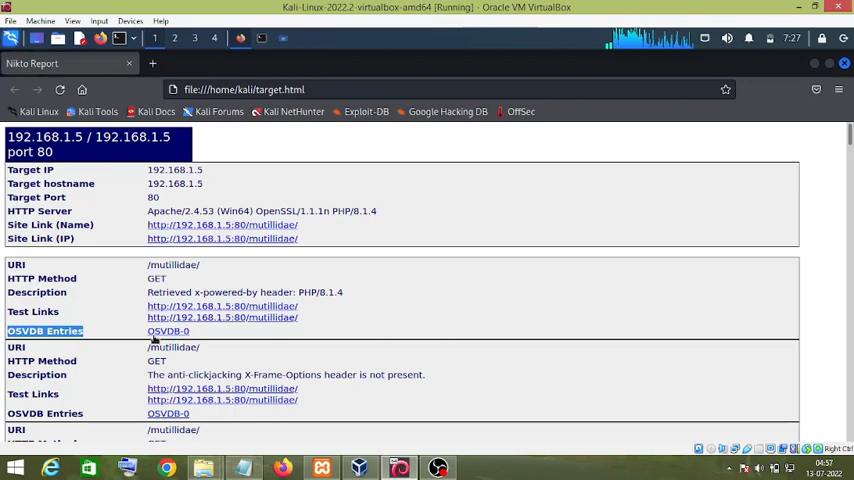 Kali-Linux-2022.2-virtualbox-amd64 [Running] - Oracle VM VirtualBox
File Machine View Input Devices Help
1 2 3 4 7:27
Nikto Report
file:///home/kali/target.html
Kali Linux Kali Tools Kali Docs Kali Forums Kali NetHunter Exploit-DB Google Hacking DB OffSec
192.168.1.5 / 192.168.1.5
port 80
Target IP 192.168.1.5
Target hostname 192.168.1.5
Target Port 80
HTTP Server Apache/2.4.53 (Win64) OpenSSL/1.1.1n PHP/8.1.4
Site Link (Name) http://192.168.1.5:80/mutillidae/
Site Link (IP) http://192.168.1.5:80/mutillidae/
URI /mutillidae/
HTTP Method GET
Description Retrieved x-powered-by header: PHP/8.1.4
Test Links http://192.168.1.5:80/mutillidae/
http://192.168.1.5:80/mutillidae/
OSVDB Entries OSVDB-0
URI /mutillidae/
HTTP Method GET
Description The anti-clickjacking X-Frame-Options header is not present.
Test Links http://192.168.1.5:80/mutillidae/
http://192.168.1.5:80/mutillidae/
OSVDB Entries OSVDB-0
URI /mutillidae/
Right Ctrl
04:57
13-07-2022